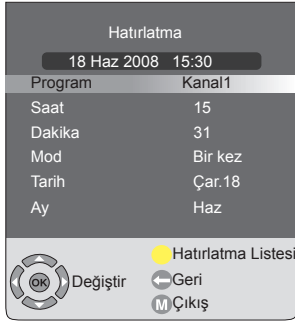 Hatırlatma
18 Haz 2008 15:30
Program Kanal1
Saat 15
Dakika 31
Mod Bir kez
Tarih Çar.18
Ay Haz
Hatırlatma Listesi
OK Değiştir Geri
M Çıkış